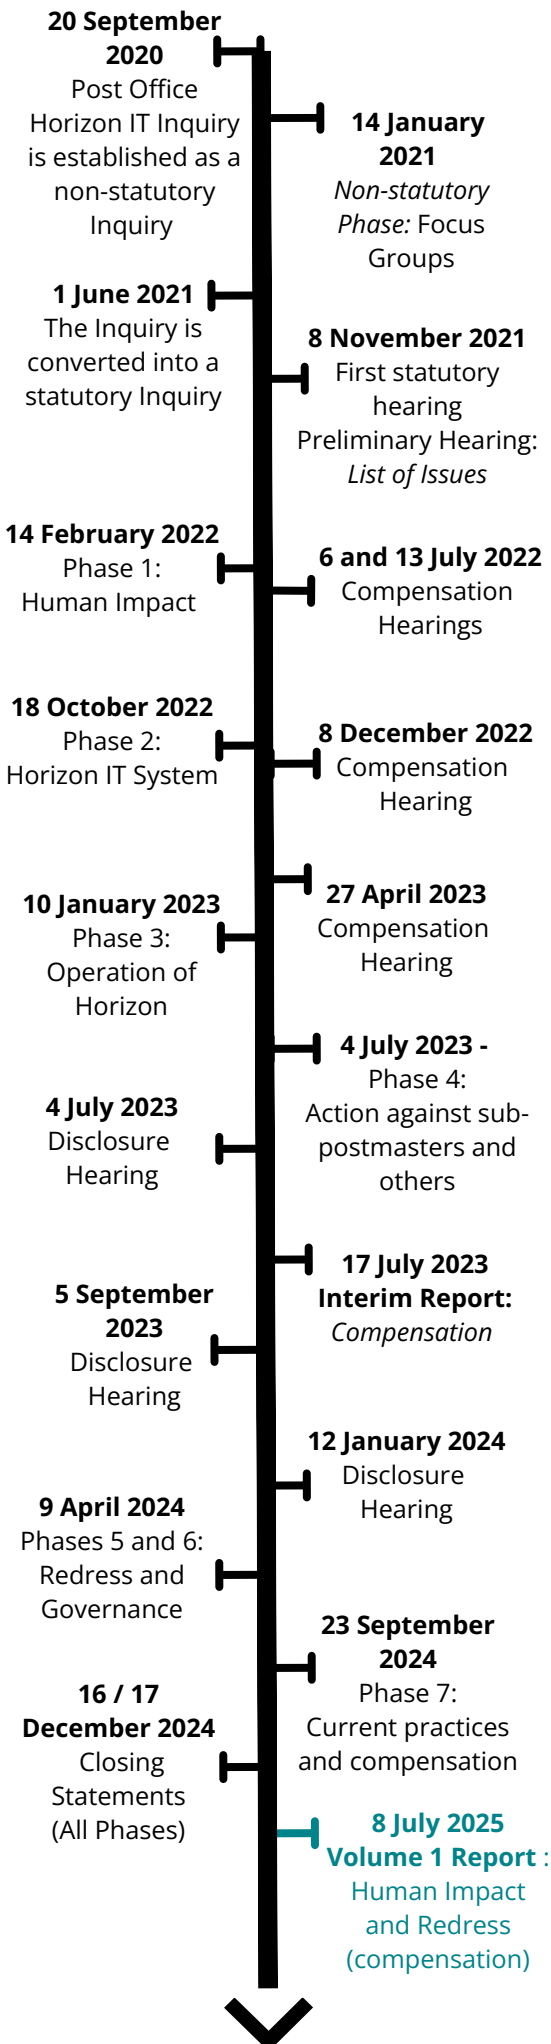 20 September
2020
Post Office
Horizon IT Inquiry
is established as a
non-statutory
Inquiry
14 January
2021
Non-statutory
Phase: Focus
Groups
1 June 2021
The Inquiry is
converted into a
statutory Inquiry
8 November 2021
First statutory
hearing
Preliminary Hearing:
List of Issues
14 February 2022
Phase 1:
Human Impact
6 and 13 July 2022
Compensation
Hearings
18 October 2022
Phase 2:
Horizon IT System
8 December 2022
Compensation
Hearing
27 April 2023
Compensation
Hearing
10 January 2023
Phase 3:
Operation of
Horizon
4 July 2023 -
Phase 4:
Action against sub-
postmasters and
others
4 July 2023
Disclosure
Hearing
17 July 2023
Interim Report:
Compensation
5 September
2023
Disclosure
Hearing
12 January 2024
Disclosure
Hearing
9 April 2024
Phases 5 and 6:
Redress and
Governance
23 September
2024
Phase 7:
Current practices
and compensation
16 / 17
December 2024
Closing
Statements
(All Phases)
8 July 2025
Volume 1 Report :
Human Impact
and Redress
(compensation)